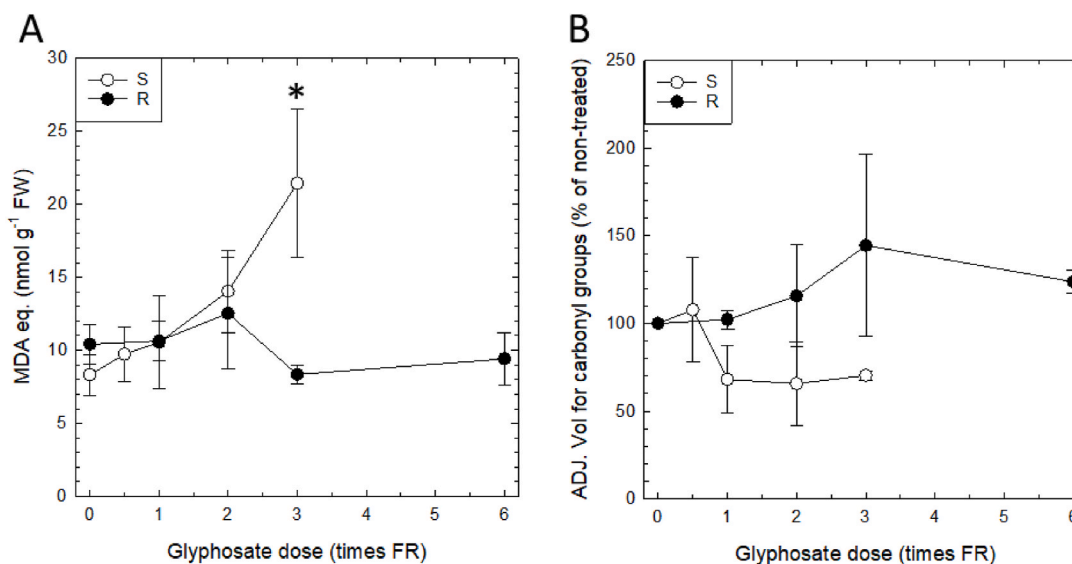 A
30
25
20
15
10
5
0
MDA eq. (nmol g⁻¹ FW)
S
R
*
0 1 2 3 4 5 6
Glyphosate dose (times FR)
B
250
200
150
100
50
0
ADJ. Vol for carbonyl groups (% of non-treated)
S
R
0 1 2 3 4 5 6
Glyphosate dose (times FR)